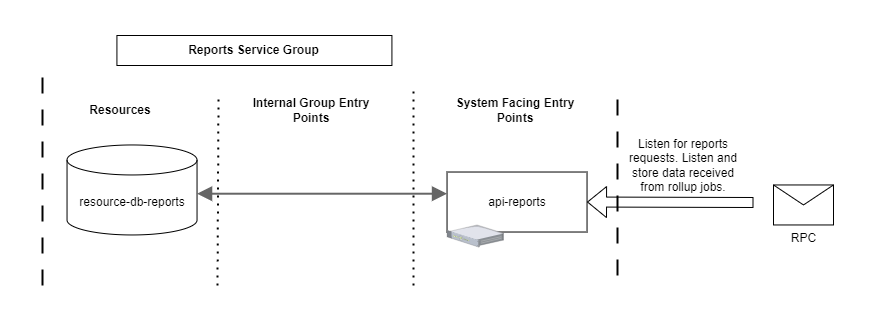 Reports Service Group
Resources
Internal Group Entry
Points
System Facing Entry
Points
Listen for reports
requests. Listen and
store data received
from rollup jobs.
resource-db-reports
api-reports
RPC